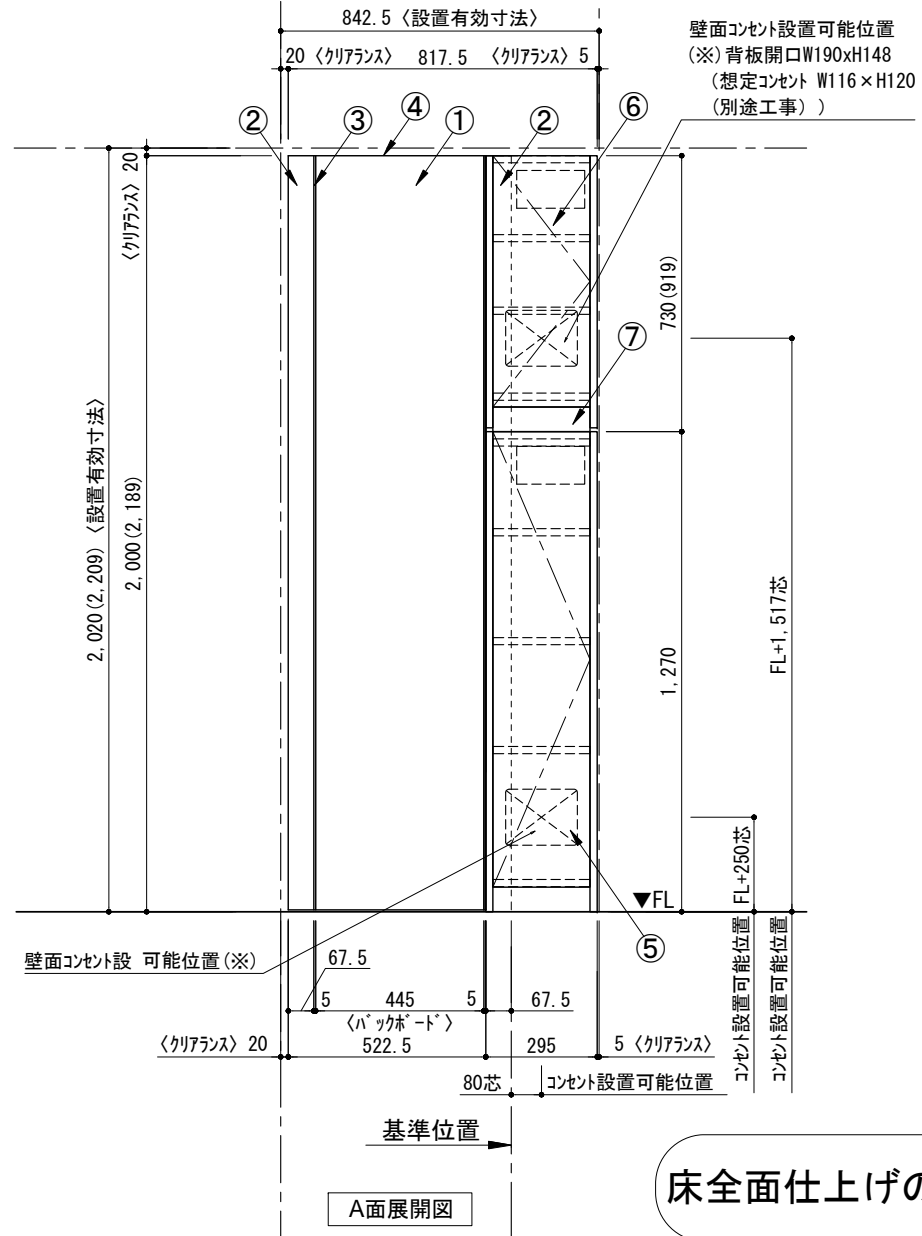 842.5 〈設置有効寸法〉
20 〈クリアランス〉 817.5 〈クリアランス〉 5
壁面コンセント設置可能位置
(※) 背板開口W190xH148
(想定コンセント W116×H120
(別途工事) )
② ③ ④ ① ② ⑥
〈クリアランス〉 20
730(919)
⑦
2,020(2,209) 〈設置有効寸法〉
2,000(2,189)
FL+1,517芯
1,270
FL+250芯
▼FL
⑤
壁面コンセント設 可能位置(※)
コンセント設置可能位置
コンセント設置可能位置
67.5
5 445 5 67.5
〈バックボード〉
〈クリアランス〉 20 522.5 295 5 〈クリアランス〉
80芯 コンセント設置可能位置
基準位置
A面展開図
床全面仕上げの